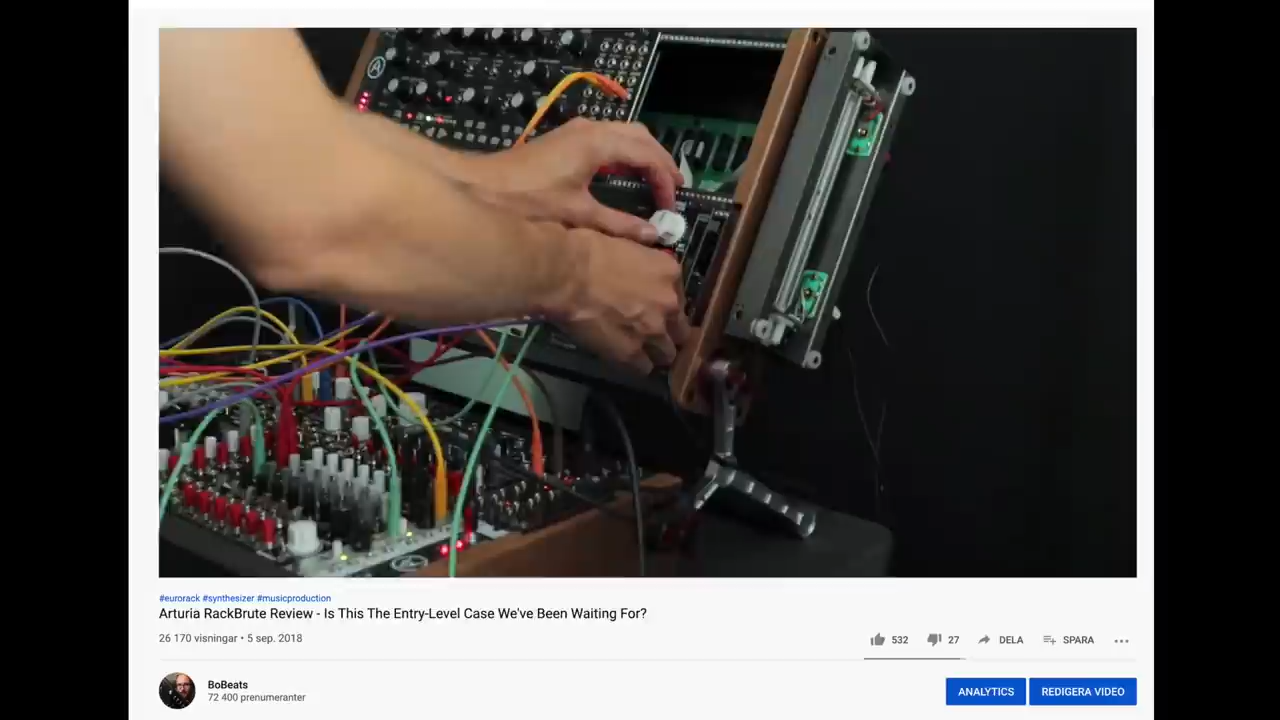 #eurorack #synthesizer #musicproduction
Arturia RackBrute Review - Is This The Entry-Level Case We've Been Waiting For?
26 170 visningar • 5 sep. 2018
532 27 DELA SPARA
BoBeats
72 400 prenumeranter
ANALYTICS REDIGERA VIDEO